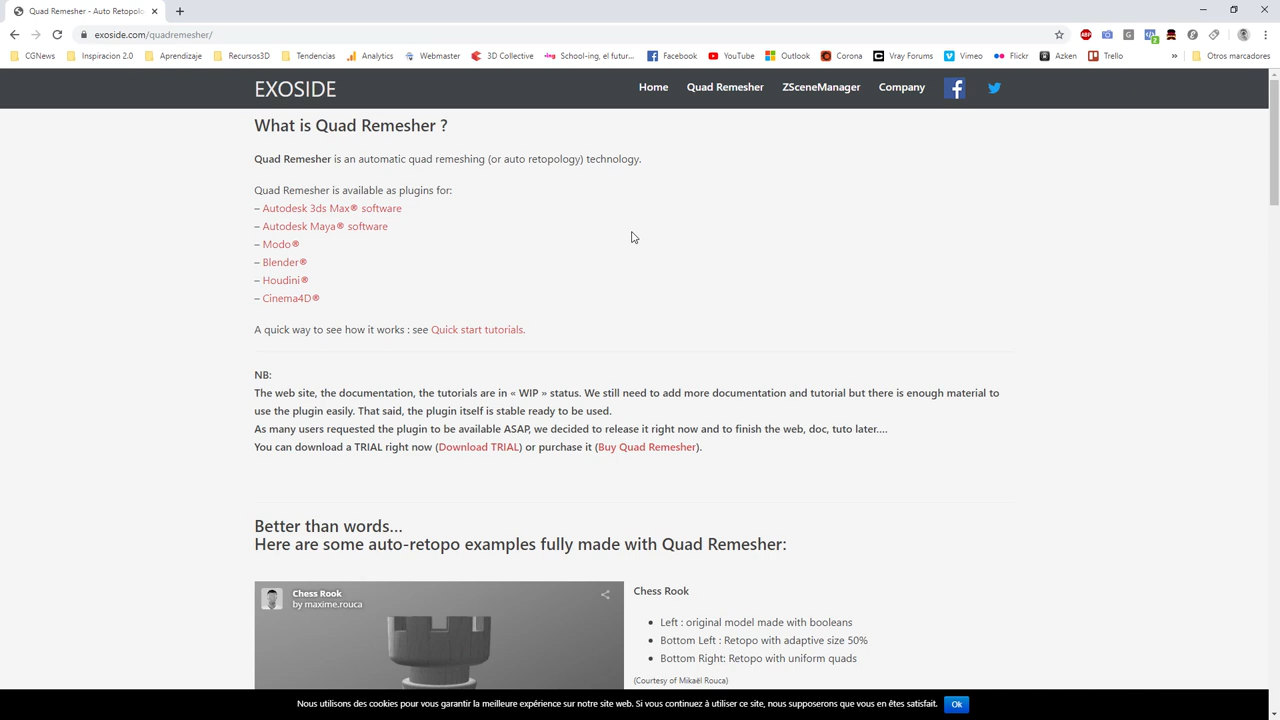 Quad Remesher - Auto Retopolo
exoside.com/quadremesher/
CGNews
Inspiración 2.0
Aprendizaje
Recursos3D
Tendencias
Analytics
Webmaster
3D Collective
School-ing, el futur...
Facebook
YouTube
Outlook
Corona
Vray Forums
Vimeo
Flickr
Azken
Trello
»
Otros marcadores
EXOSIDE
Home
Quad Remesher
ZSceneManager
Company
What is Quad Remesher ?
Quad Remesher is an automatic quad remeshing (or auto retopology) technology.
Quad Remesher is available as plugins for:
– Autodesk 3ds Max® software
– Autodesk Maya® software
– Modo®
– Blender®
– Houdini®
– Cinema4D®
A quick way to see how it works : see Quick start tutorials.
NB:
The web site, the documentation, the tutorials are in « WIP » status. We still need to add more documentation and tutorial but there is enough material to
use the plugin easily. That said, the plugin itself is stable ready to be used.
As many users requested the plugin to be available ASAP, we decided to release it right now and to finish the web, doc, tuto later....
You can download a TRIAL right now (Download TRIAL) or purchase it (Buy Quad Remesher).
Better than words...
Here are some auto-retopo examples fully made with Quad Remesher:
Chess Rook
by maxime.rouca
Chess Rook
• Left : original model made with booleans
• Bottom Left : Retopo with adaptive size 50%
• Bottom Right: Retopo with uniform quads
(Courtesy of Mikaël Rouca)
Nous utilisons des cookies pour vous garantir la meilleure expérience sur notre site web. Si vous continuez à utiliser ce site, nous supposerons que vous en êtes satisfait.
Ok